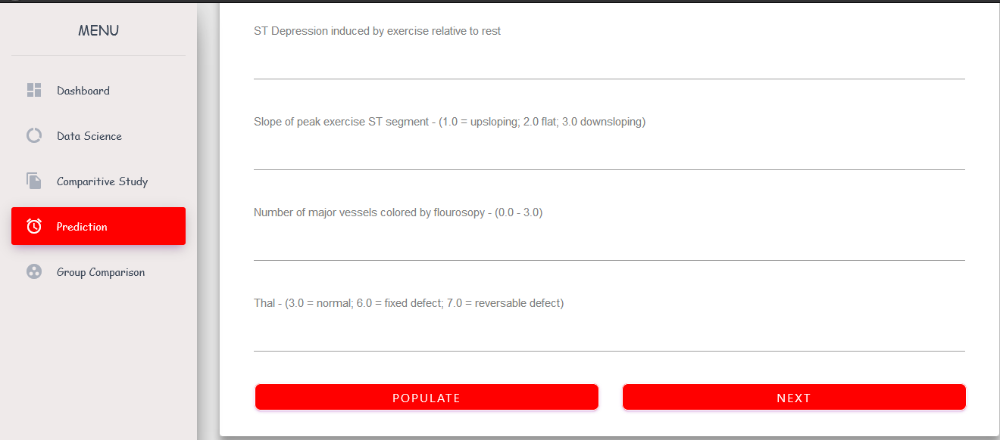 MENU
Dashboard
Data Science
Comparitive Study
Prediction
Group Comparison
ST Depression induced by exercise relative to rest
Slope of peak exercise ST segment - (1.0 = upsloping; 2.0 flat; 3.0 downsloping)
Number of major vessels colored by flourosopy - (0.0 - 3.0)
Thal - (3.0 = normal; 6.0 = fixed defect; 7.0 = reversable defect)
POPULATE
NEXT